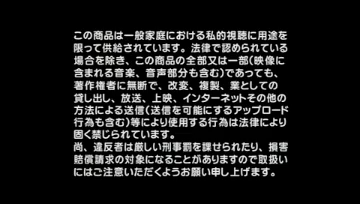 この商品は一般家庭における私的視聴に用途を
限って供給されています。法律で認められている
場合を除き、この商品の全部又は一部(映像に
含まれる音楽、音声部分も含む)であっても、
著作権者に無断で、改変、複製、業としての
貸し出し、放送、上映、インターネットその他の
方法による送信(送信を可能にするアップロード
行為も含む)等により使用する行為は法律により
固く禁じられています。
尚、違反者は厳しい刑事罰を課せられたり、損害
賠償請求の対象になることがありますので取扱い
にはご注意いただくようお願い申し上げます。